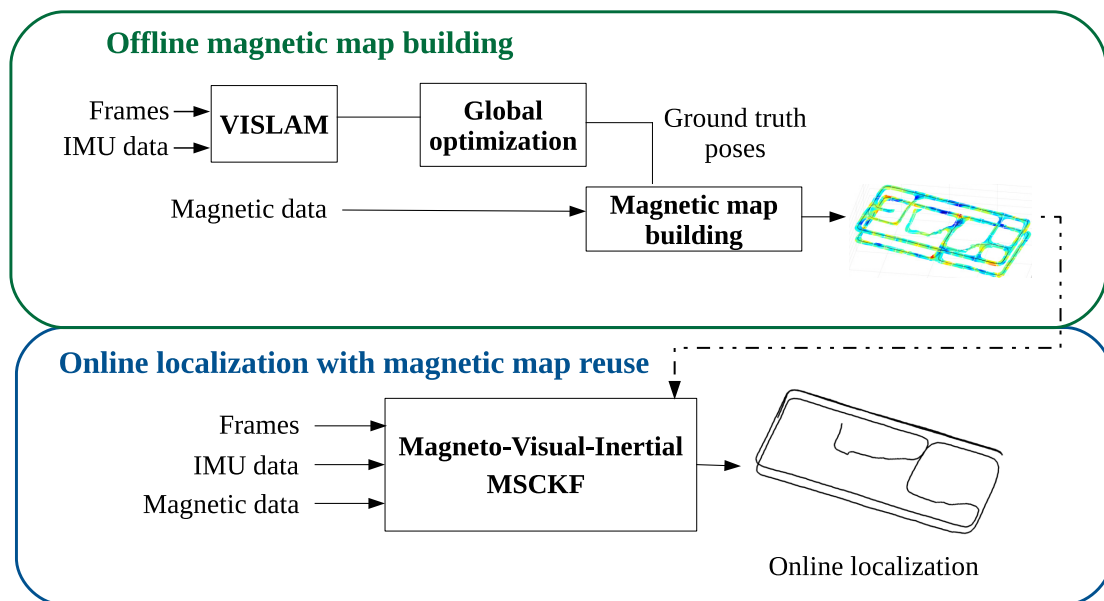 Offline magnetic map building
Frames
IMU data
VISLAM
Global
optimization
Ground truth
poses
Magnetic data
Magnetic map
building
Online localization with magnetic map reuse
Frames
IMU data
Magnetic data
Magneto-Visual-Inertial
MSCKF
Online localization